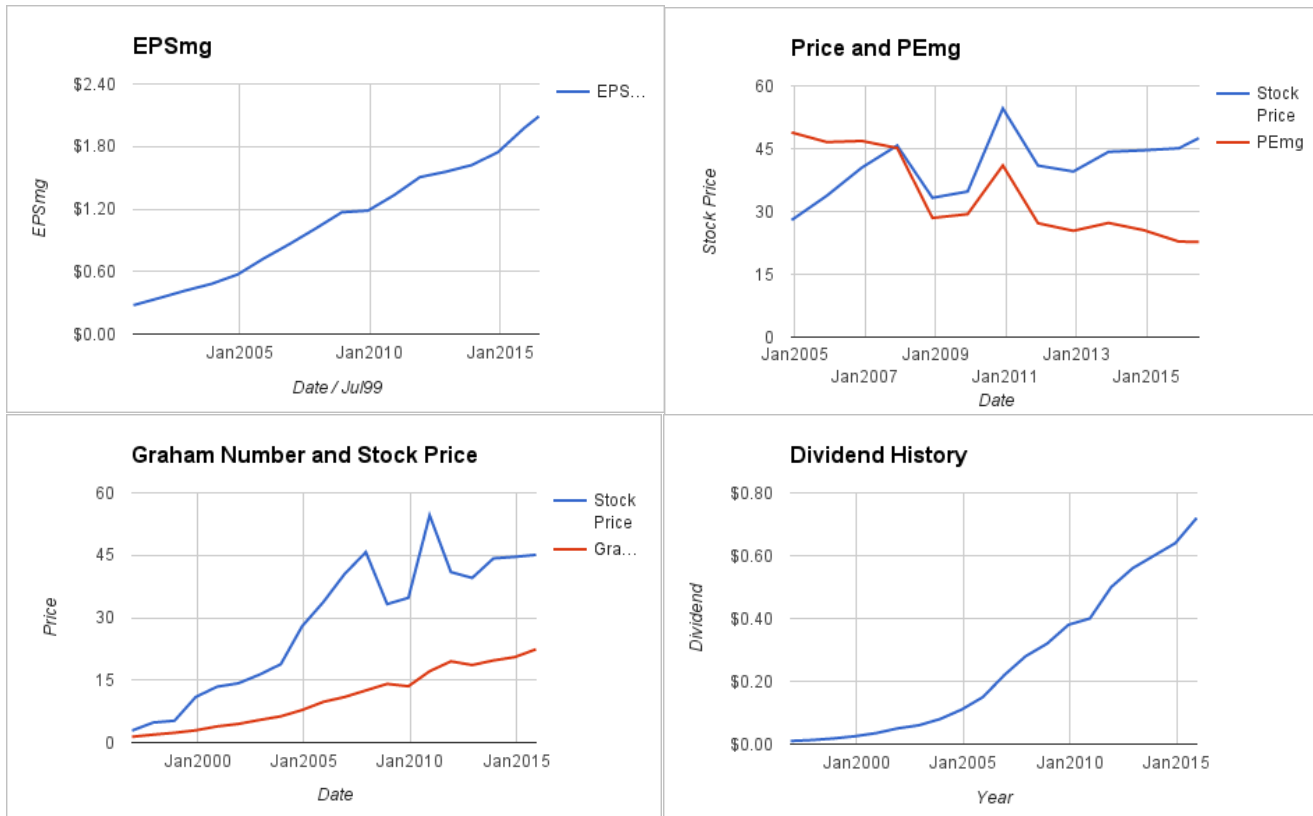 EPSmg
$2.40
$1.80
$1.20
$0.60
$0.00
EPSmg
Jan2005
Jan2010
Jan2015
Date / Jul99
EPS...
Price and PEmg
60
45
30
15
0
Stock Price
Jan2005
Jan2009
Jan2013
Jan2007
Jan2011
Jan2015
Date
Stock
Price
PEmg
Graham Number and Stock Price
60
45
30
15
0
Price
Jan2000
Jan2005
Jan2010
Jan2015
Date
Stock
Price
Gra...
Dividend History
$0.80
$0.60
$0.40
$0.20
$0.00
Dividend
Jan2000
Jan2005
Jan2010
Jan2015
Year